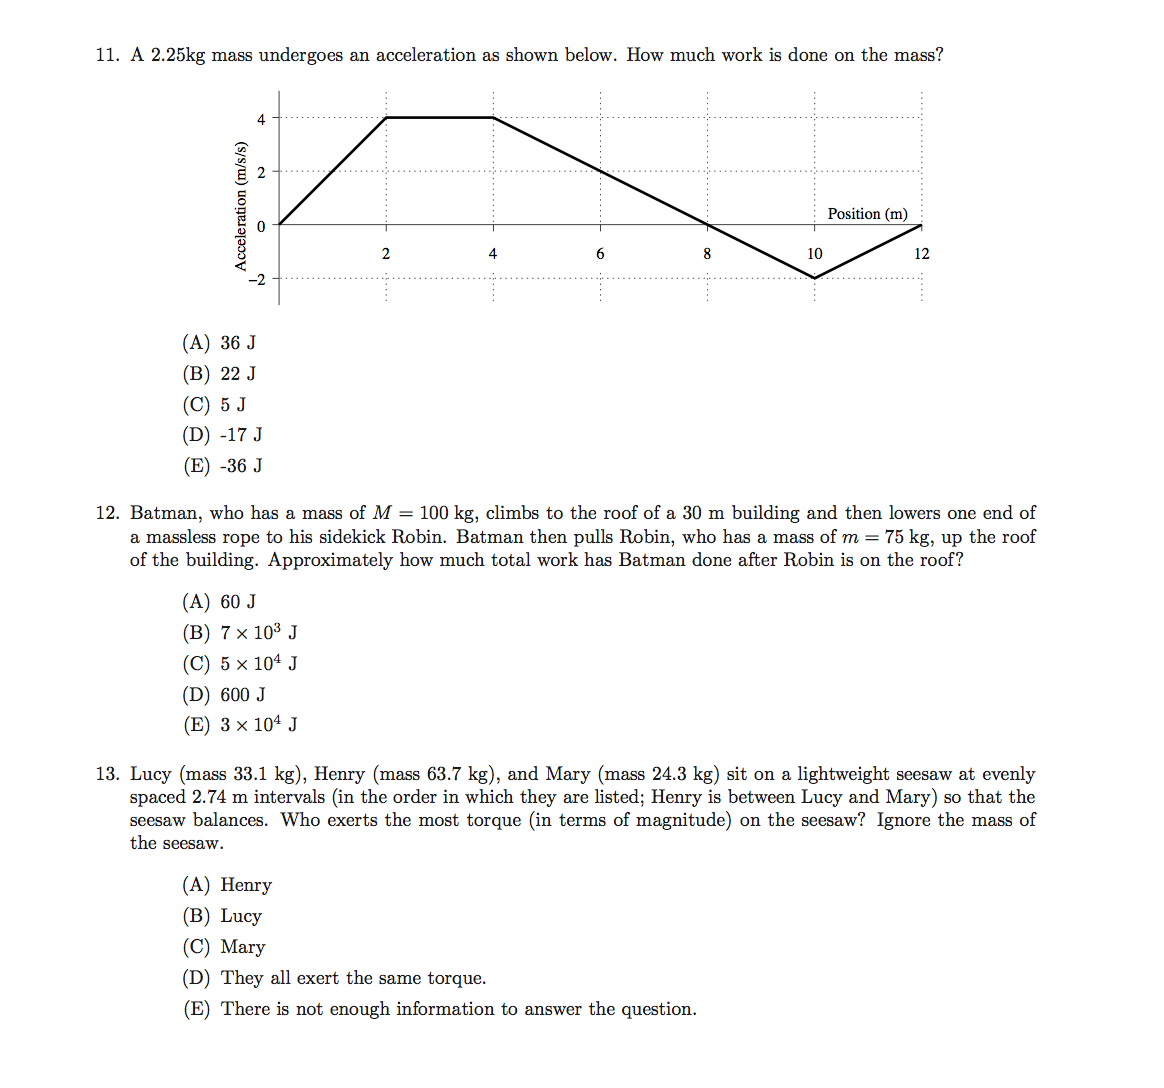 11. A 2.25kg mass undergoes an acceleration as shown below. How much work is done on the mass?
4
2
0
−2
Acceleration (m/s/s)
Position (m)
2 4 6 8 10 12
(A) 36 J
(B) 22 J
(C) 5 J
(D) -17 J
(E) -36 J
12. Batman, who has a mass of M = 100 kg, climbs to the roof of a 30 m building and then lowers one end of
a massless rope to his sidekick Robin. Batman then pulls Robin, who has a mass of m = 75 kg, up the roof
of the building. Approximately how much total work has Batman done after Robin is on the roof?
(A) 60 J
(B) 7 × 10³ J
(C) 5 × 10⁴ J
(D) 600 J
(E) 3 × 10⁴ J
13. Lucy (mass 33.1 kg), Henry (mass 63.7 kg), and Mary (mass 24.3 kg) sit on a lightweight seesaw at evenly
spaced 2.74 m intervals (in the order in which they are listed; Henry is between Lucy and Mary) so that the
seesaw balances. Who exerts the most torque (in terms of magnitude) on the seesaw? Ignore the mass of
the seesaw.
(A) Henry
(B) Lucy
(C) Mary
(D) They all exert the same torque.
(E) There is not enough information to answer the question.